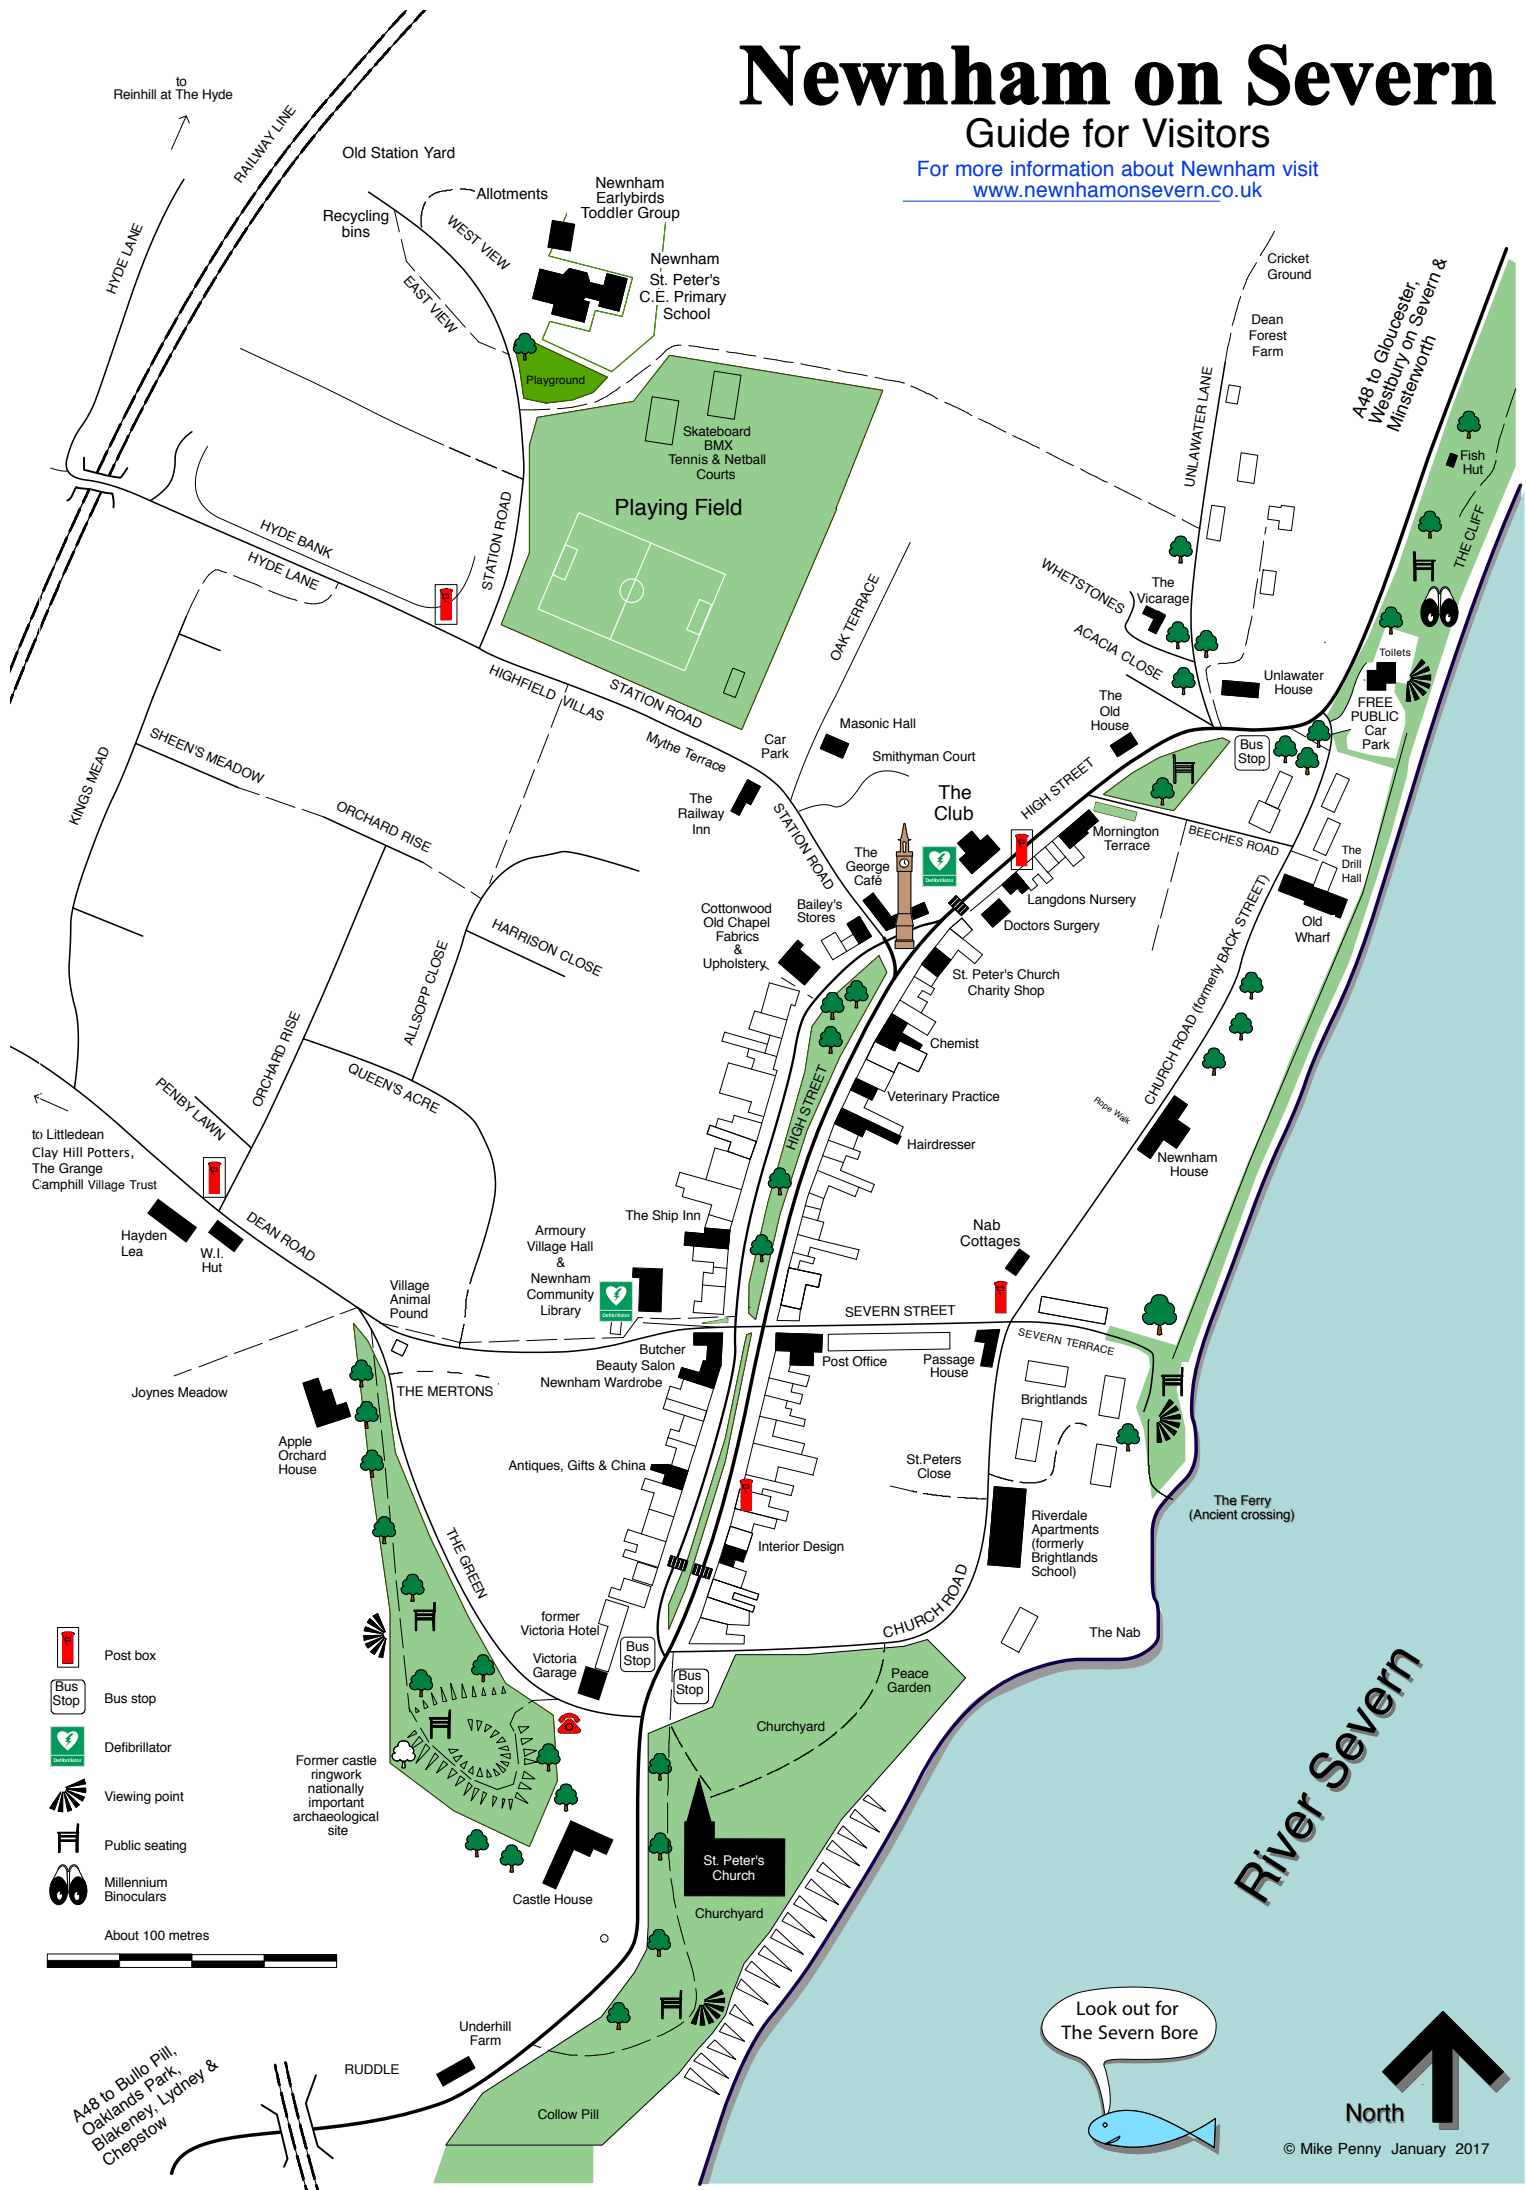 Newnham on Severn
Guide for Visitors
For more information about Newnham visit
www.newnhamonsevern.co.uk
to
Reinhill at The Hyde
RAILWAY LINE
HYDE LANE
Old Station Yard
Allotments
Recycling
bins
WEST VIEW
EAST VIEW
Newnham
Earlybirds
Toddler Group
Newnham
St. Peter's
C.E. Primary
School
Playground
Skateboard
BMX
Tennis & Netball
Courts
Playing Field
STATION ROAD
HYDE BANK
HYDE LANE
Cricket
Ground
Dean
Forest
Farm
UNLAWATER LANE
A48 to Gloucester,
Westbury on Severn &
Minsterworth
Fish
Hut
THE CLIFF
WHETSTONES
The
Vicarage
ACACIA CLOSE
Toilets
Unlawater
House
FREE
PUBLIC
Car
Park
The
Old
House
Bus
Stop
OAK TERRACE
HIGHFIELD VILLAS
STATION ROAD
Mythe Terrace
Car
Park
Masonic Hall
Smithyman Court
The
Railway
Inn
STATION ROAD
The
Club
HIGH STREET
Mornington
Terrace
BEECHES ROAD
The
Drill
Hall
Old
Wharf
KINGS MEAD
SHEEN'S MEADOW
ORCHARD RISE
The
George
Café
Defibrillator
Bailey's
Stores
Langdons Nursery
Doctors Surgery
Cottonwood
Old Chapel
Fabrics
&
Upholstery
St. Peter's Church
Charity Shop
HARRISON CLOSE
ALLSOPP CLOSE
ORCHARD RISE
QUEEN'S ACRE
PENBY LAWN
Chemist
Veterinary Practice
Hairdresser
HIGH STREET
CHURCH ROAD (formerly BACK STREET)
Rope Walk
Newnham
House
to Littledean
Clay Hill Potters,
The Grange
Camphill Village Trust
Hayden
Lea
W.I.
Hut
DEAN ROAD
The Ship Inn
Armoury
Village Hall
&
Newnham
Community
Library
Defibrillator
Nab
Cottages
Village
Animal
Pound
SEVERN STREET
SEVERN TERRACE
Butcher
Beauty Salon
Newnham Wardrobe
Post Office
Passage
House
Joynes Meadow
THE MERTONS
Brightlands
Apple
Orchard
House
Antiques, Gifts & China
St.Peters
Close
The Ferry
(Ancient crossing)
Riverdale
Apartments
(formerly
Brightlands
School)
Interior Design
THE GREEN
CHURCH ROAD
former
Victoria Hotel
The Nab
Bus
Stop
Victoria
Garage
Bus
Stop
Peace
Garden
Churchyard
Post box
Bus
Stop
Bus stop
Defibrillator
Defibrillator
Viewing point
Public seating
Millennium
Binoculars
About 100 metres
Former castle
ringwork
nationally
important
archaeological
site
St. Peter's
Church
Churchyard
Castle House
River Severn
Underhill
Farm
RUDDLE
A48 to Bullo Pill,
Oaklands Park,
Blakeney, Lydney &
Chepstow
Collow Pill
Look out for
The Severn Bore
North
© Mike Penny January 2017